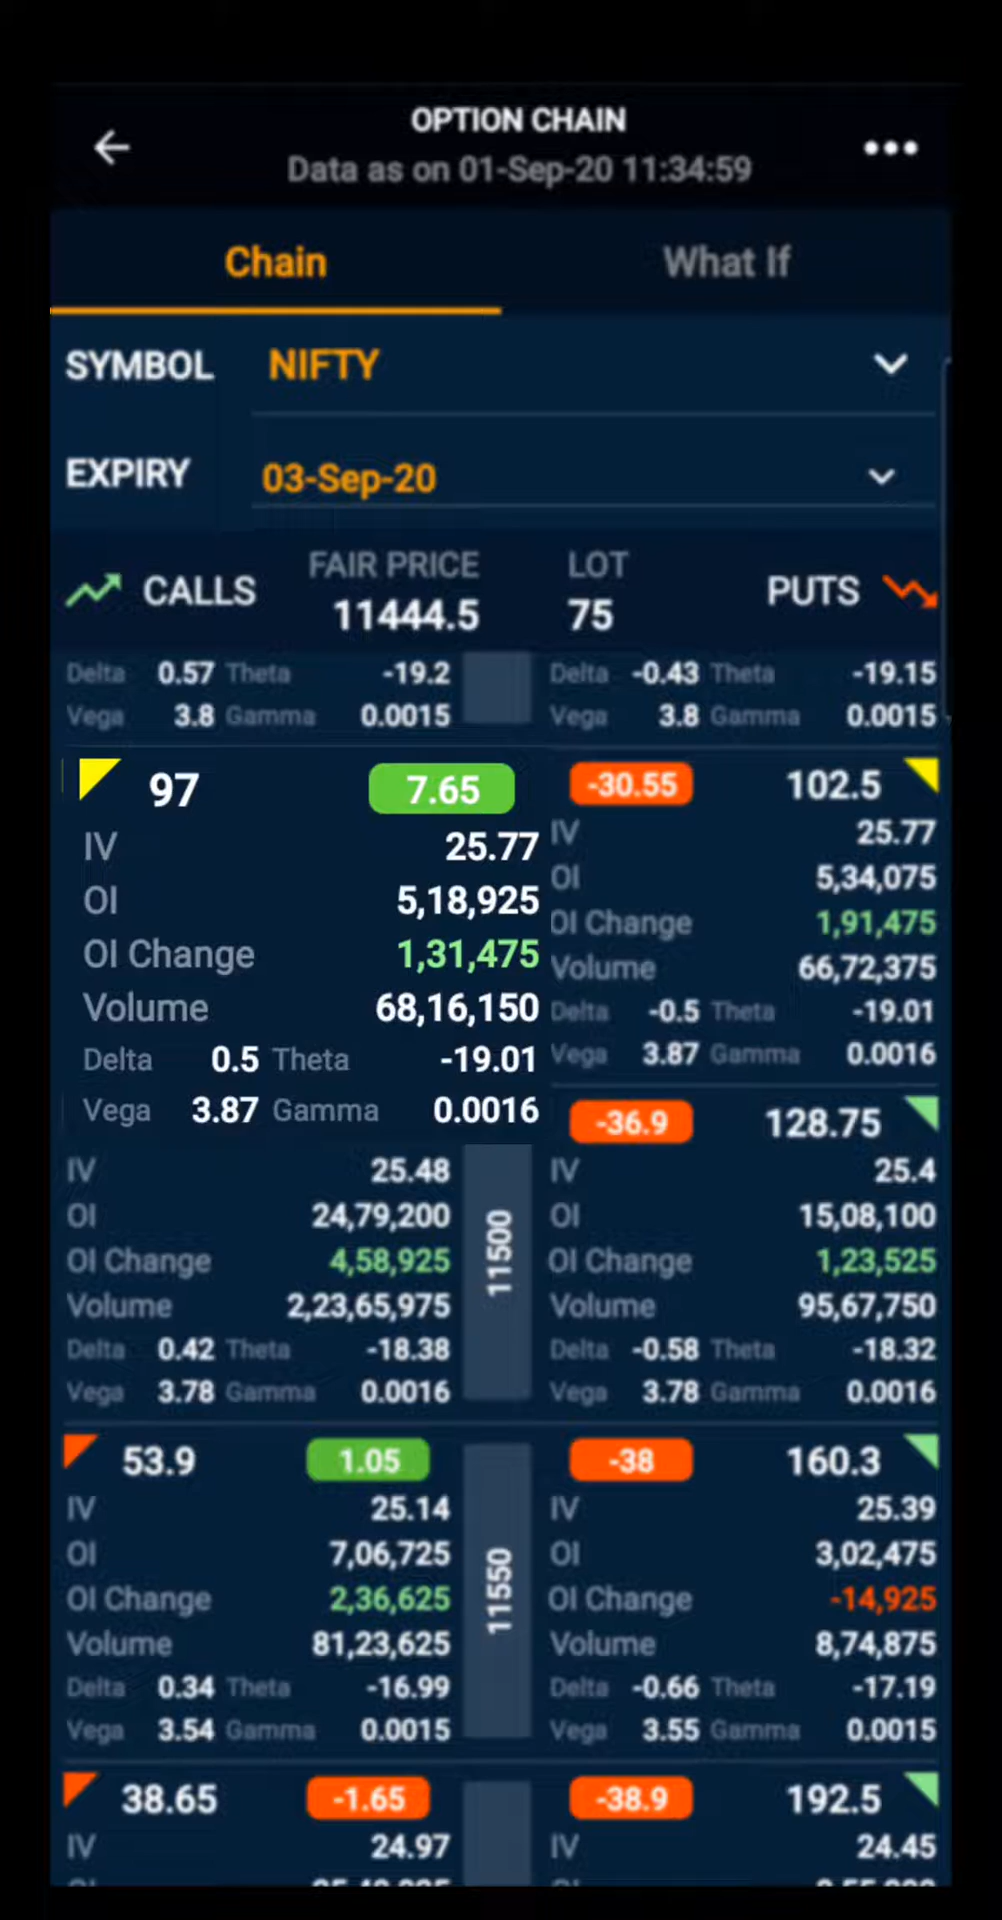 OPTION CHAIN
Data as on 01-Sep-20 11:34:59
Chain What If
SYMBOL NIFTY
EXPIRY 03-Sep-20
CALLS FAIR PRICE 11444.5 LOT 75 PUTS
Delta 0.57 Theta -19.2 Delta -0.43 Theta -19.15
Vega 3.8 Gamma 0.0015 Vega 3.8 Gamma 0.0015
97 7.65 -30.55 102.5
IV 25.77 IV 25.77
OI 5,18,925 OI 5,34,075
OI Change 1,31,475 OI Change 1,91,475
Volume 68,16,150 Volume 66,72,375
Delta 0.5 Theta -19.01 Delta -0.5 Theta -19.01
Vega 3.87 Gamma 0.0016 Vega 3.87 Gamma 0.0016
-36.9 128.75
IV 25.48 IV 25.4
OI 24,79,200 OI 15,08,100
OI Change 4,58,925 11500 OI Change 1,23,525
Volume 2,23,65,975 Volume 95,67,750
Delta 0.42 Theta -18.38 Delta -0.58 Theta -18.32
Vega 3.78 Gamma 0.0016 Vega 3.78 Gamma 0.0016
53.9 1.05 -38 160.3
IV 25.14 IV 25.39
OI 7,06,725 OI 3,02,475
OI Change 2,36,625 11550 OI Change -14,925
Volume 81,23,625 Volume 8,74,875
Delta 0.34 Theta -16.99 Delta -0.66 Theta -17.19
Vega 3.54 Gamma 0.0015 Vega 3.55 Gamma 0.0015
38.65 -1.65 -38.9 192.5
IV 24.97 IV 24.45